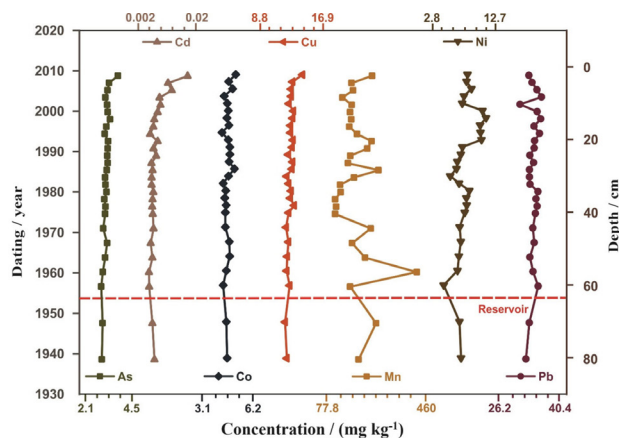 0.002 0.02 8.8 16.9 2.8 12.7
2020
Cd Cu Ni
2010 0
2000
1990 20
1980
40
1970
1960 60
Reservoir
1950
1940 80
As Co Mn Pb
1930
2.1 4.5 3.1 6.2 77.8 460 26.2 40.4
Concentration / (mg kg⁻¹)
Dating / year
Depth / cm